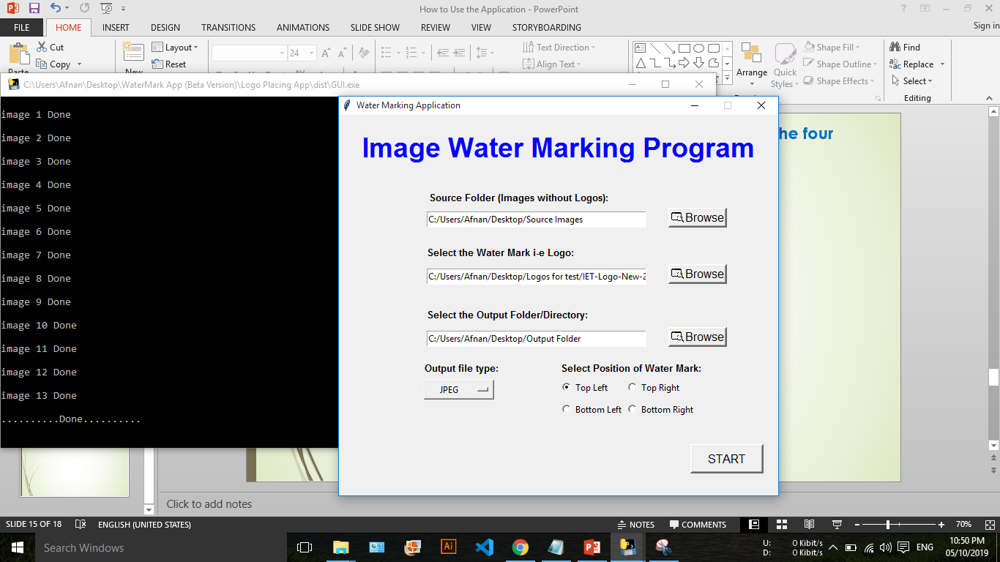 How to Use the Application - PowerPoint
FILE HOME INSERT DESIGN TRANSITIONS ANIMATIONS SLIDE SHOW REVIEW VIEW STORYBOARDING Sign in
Cut
Copy
Paste
New
Layout
Reset
24
Text Direction
Align Text
Arrange
Quick
Styles
Shape Fill
Shape Outline
Shape Effects
Find
Replace
Select
Editing
C:\Users\Afnan\Desktop\WaterMark App (Beta Version)\Logo Placing App\dist\GUI.exe
image 1 Done
image 2 Done
image 3 Done
image 4 Done
image 5 Done
image 6 Done
image 7 Done
image 8 Done
image 9 Done
image 10 Done
image 11 Done
image 12 Done
image 13 Done
..........Done..........
Water Marking Application
Image Water Marking Program
Source Folder (Images without Logos):
C:/Users/Afnan/Desktop/Source Images
Browse
Select the Water Mark i-e Logo:
C:/Users/Afnan/Desktop/Logos for test/IET-Logo-New-2
Browse
Select the Output Folder/Directory:
C:/Users/Afnan/Desktop/Output Folder
Browse
Output file type:
JPEG
Select Position of Water Mark:
Top Left Top Right
Bottom Left Bottom Right
START
he four
Click to add notes
SLIDE 15 OF 18 ENGLISH (UNITED STATES) NOTES COMMENTS 70%
Search Windows
Ai
U: 0 Kibit/s
D: 0 Kibit/s
ENG
10:50 PM
05/10/2019